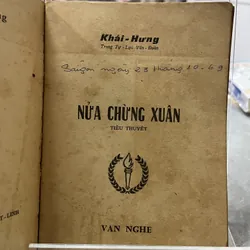 Khái-Hưng
Trong Tự-Lực Văn-Đoàn
Saigon ngày 23 tháng 10-69
NỬA CHỪNG XUÂN
TIỂU THUYẾT
VAN NGHE